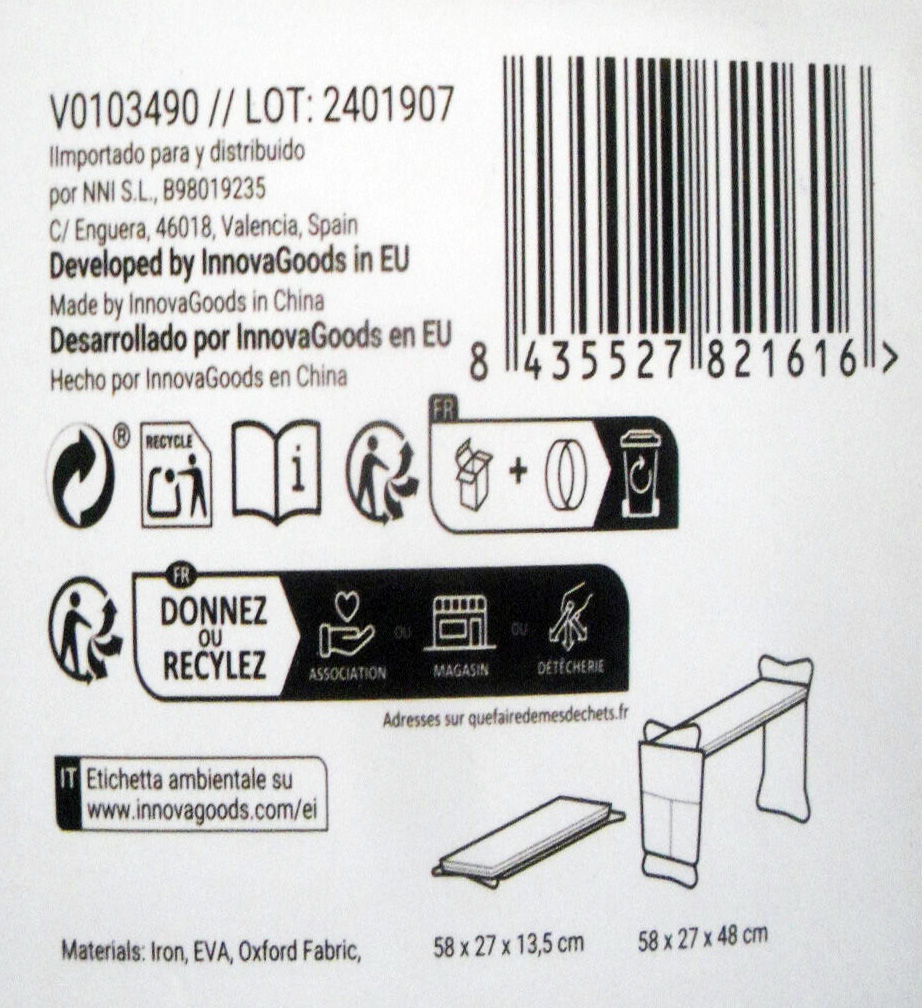 V0103490 // LOT: 2401907
IImportado para y distribuido
por NNI S.L., B98019235
C/ Enguera, 46018, Valencia, Spain
Developed by InnovaGoods in EU
Made by InnovaGoods in China
Desarrollado por InnovaGoods en EU
Hecho por InnovaGoods en China
8 435527 821616 >
®
RECYCLE
i
FR
+
FR
DONNEZ
OU
RECYLEZ
ASSOCIATION
OU
MAGASIN
OU
DÉTÉCHERIE
Adresses sur quefairedemesdechets.fr
IT Etichetta ambientale su
www.innovagoods.com/ei
Materials: Iron, EVA, Oxford Fabric,
58 x 27 x 13,5 cm
58 x 27 x 48 cm